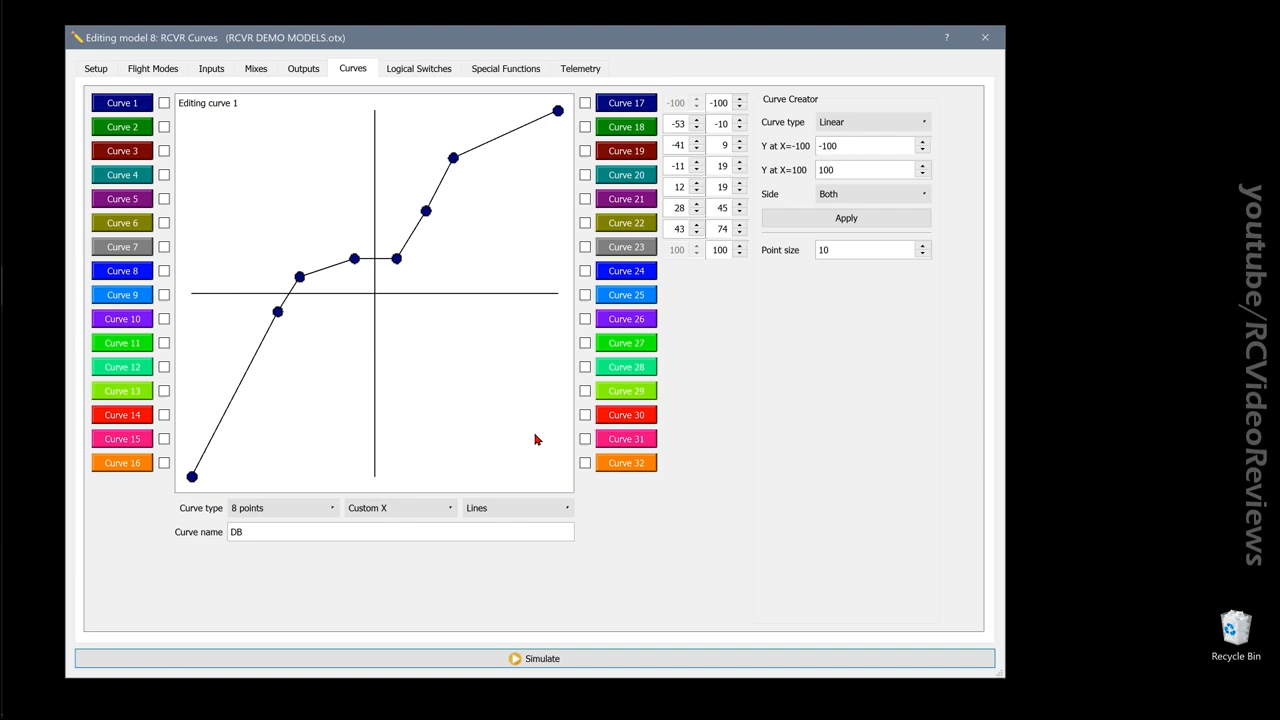 Editing model 8: RCVR Curves (RCVR DEMO MODELS.otx)
? ×
Setup Flight Modes Inputs Mixes Outputs Curves Logical Switches Special Functions Telemetry
Editing curve 1
Curve 1
Curve 2
Curve 3
Curve 4
Curve 5
Curve 6
Curve 7
Curve 8
Curve 9
Curve 10
Curve 11
Curve 12
Curve 13
Curve 14
Curve 15
Curve 16
Curve 17
Curve 18
Curve 19
Curve 20
Curve 21
Curve 22
Curve 23
Curve 24
Curve 25
Curve 26
Curve 27
Curve 28
Curve 29
Curve 30
Curve 31
Curve 32
-100 -100
-53 -10
-41 9
-11 19
12 19
28 45
43 74
100 100
Curve Creator
Curve type Linear
Y at X=-100 -100
Y at X=100 100
Side Both
Apply
Point size 10
Curve type 8 points Custom X Lines
Curve name DB
Simulate
youtube/RCVideoReviews
Recycle Bin